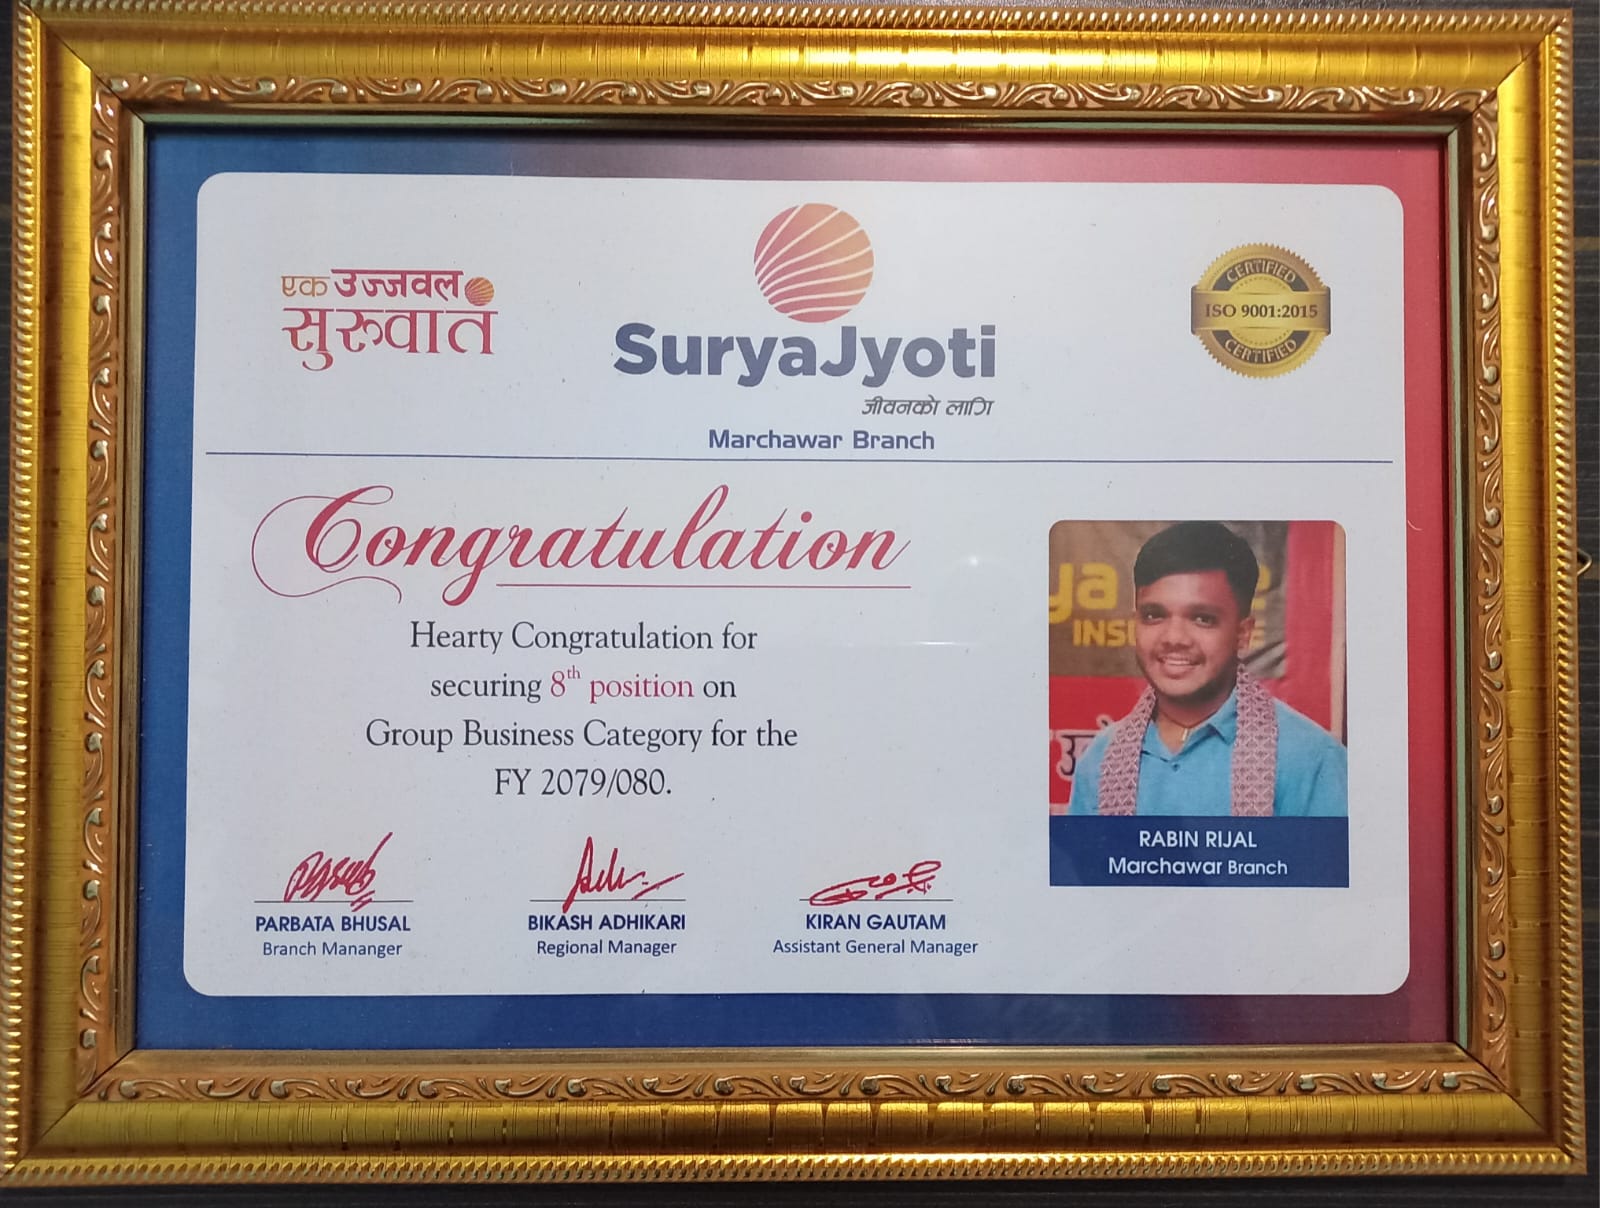 एक उज्जवल
सुरुवात
SuryaJyoti
जीवनको लागि
Marchawar Branch
CERTIFIED
ISO 9001:2015
CERTIFIED
Congratulation
Hearty Congratulation for
securing 8th position on
Group Business Category for the
FY 2079/080.
ya
INS
RABIN RIJAL
Marchawar Branch
PARBATA BHUSAL
Branch Mananger
BIKASH ADHIKARI
Regional Manager
KIRAN GAUTAM
Assistant General Manager